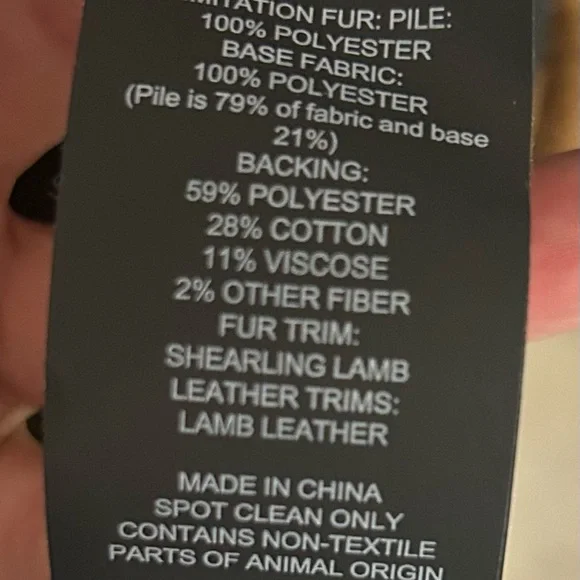 IMITATION FUR: PILE:
100% POLYESTER
BASE FABRIC:
100% POLYESTER
(Pile is 79% of fabric and base
21%)
BACKING:
59% POLYESTER
28% COTTON
11% VISCOSE
2% OTHER FIBER
FUR TRIM:
SHEARLING LAMB
LEATHER TRIMS:
LAMB LEATHER
MADE IN CHINA
SPOT CLEAN ONLY
CONTAINS NON-TEXTILE
PARTS OF ANIMAL ORIGIN